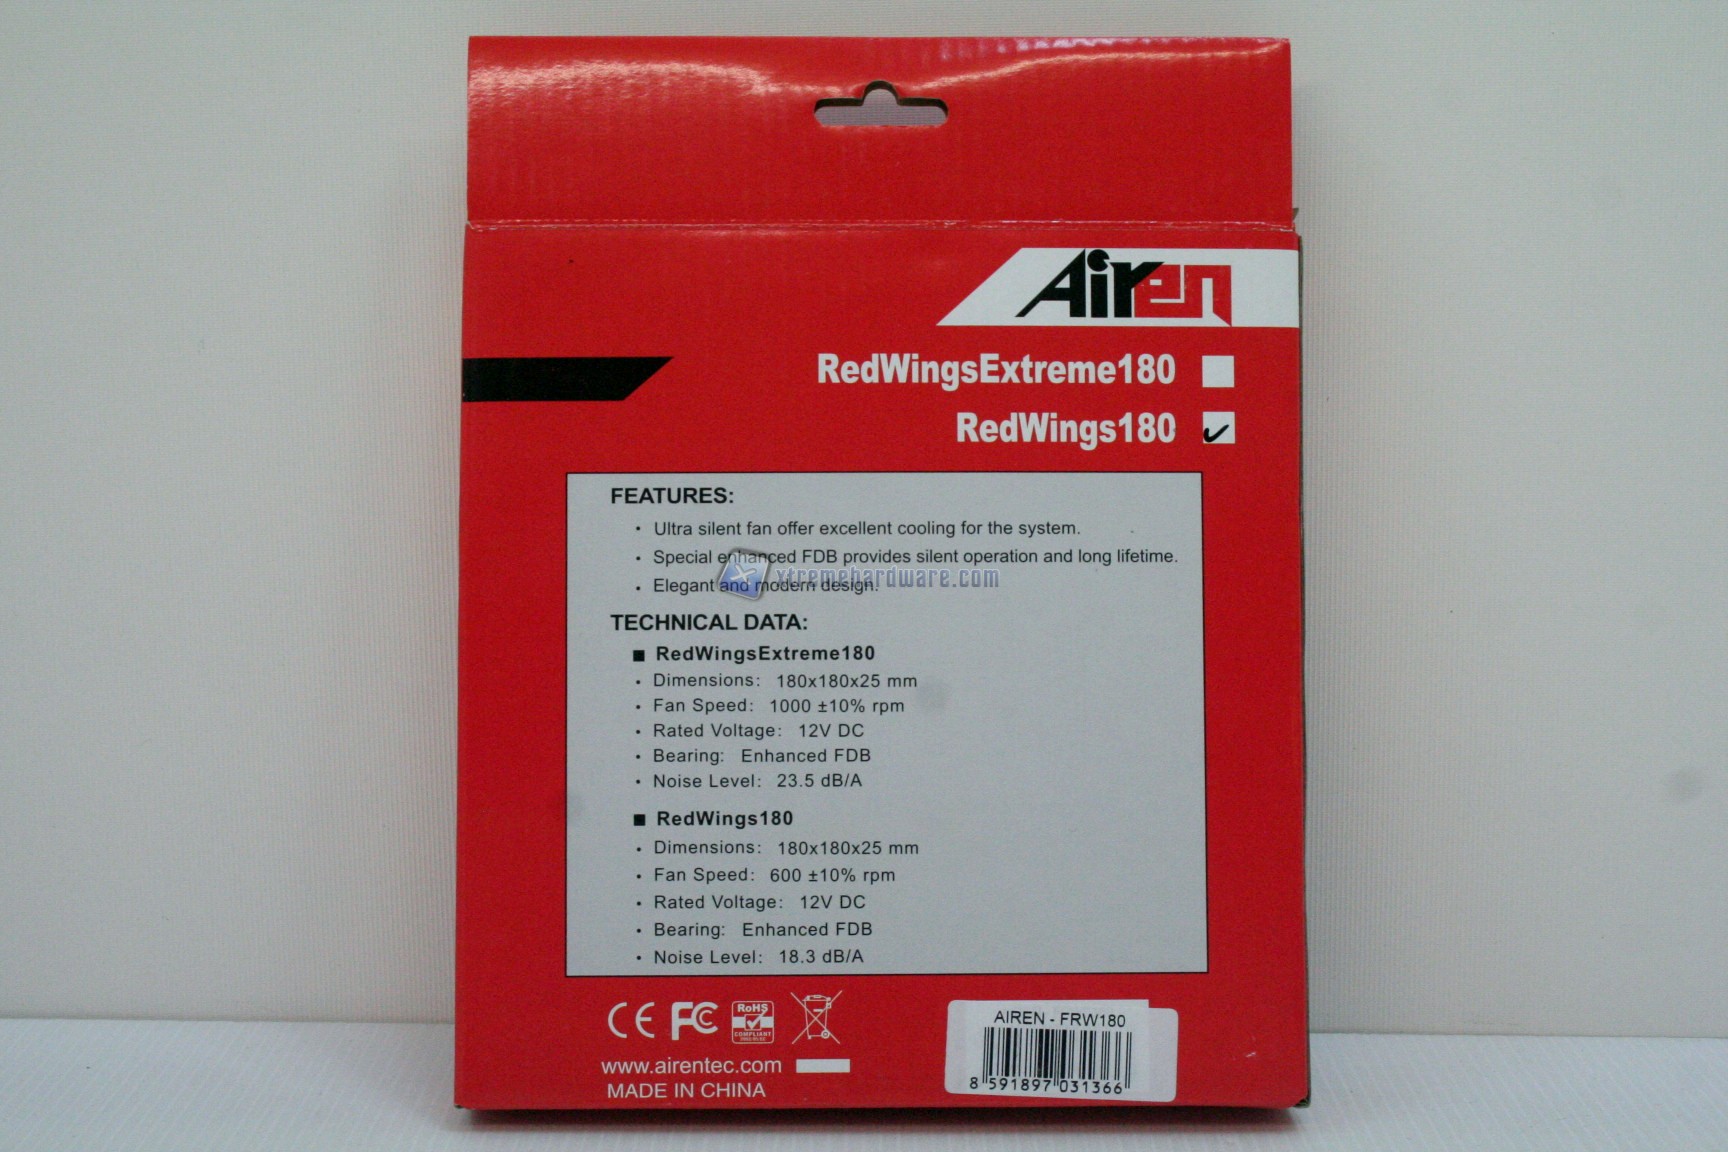 Airen
RedWingsExtreme180
RedWings180
FEATURES:
· Ultra silent fan offer excellent cooling for the system.
· Special enhanced FDB provides silent operation and long lifetime.
xtremehardware.com
· Elegant and modern design.
TECHNICAL DATA:
■ RedWingsExtreme180
· Dimensions: 180x180x25 mm
· Fan Speed: 1000 ±10% rpm
· Rated Voltage: 12V DC
· Bearing: Enhanced FDB
· Noise Level: 23.5 dB/A
■ RedWings180
· Dimensions: 180x180x25 mm
· Fan Speed: 600 ±10% rpm
· Rated Voltage: 12V DC
· Bearing: Enhanced FDB
· Noise Level: 18.3 dB/A
CE FC RoHS
COMPLIANT
www.airentec.com
MADE IN CHINA
AIREN - FRW180
8 591897 031366